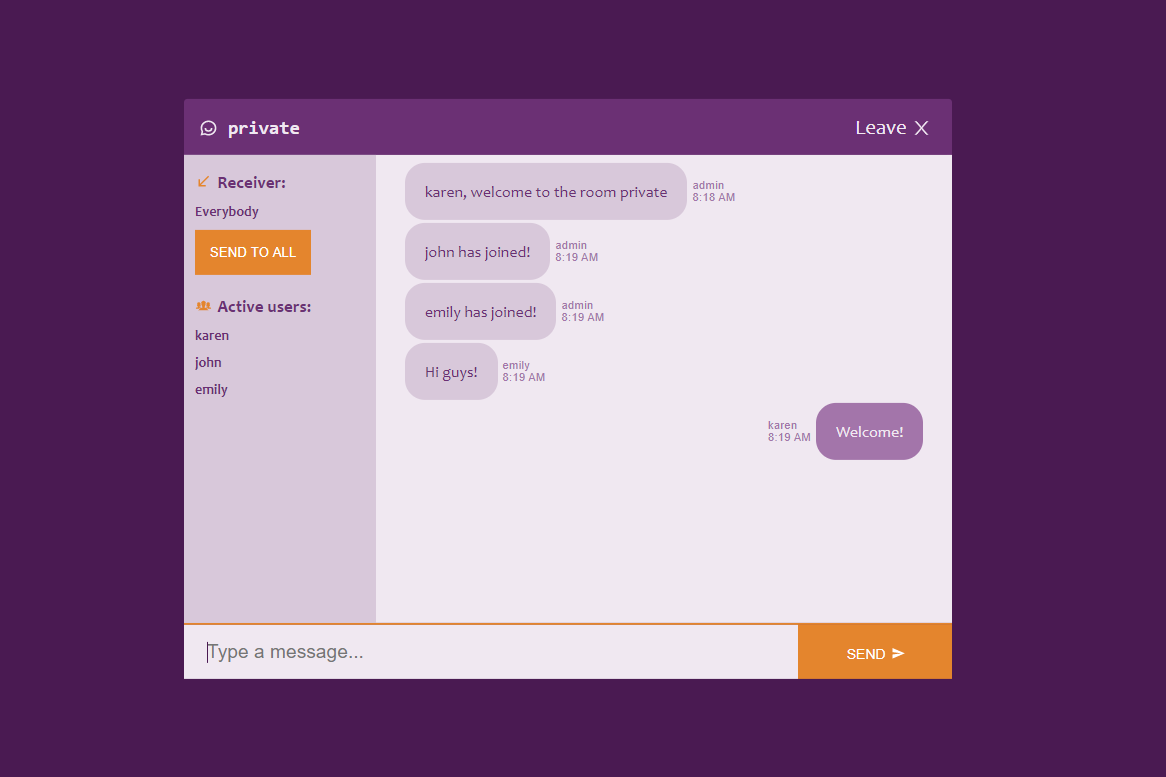 private
Leave X
Receiver:
Everybody
SEND TO ALL
Active users:
karen
john
emily
karen, welcome to the room private
admin
8:18 AM
john has joined!
admin
8:19 AM
emily has joined!
admin
8:19 AM
Hi guys!
emily
8:19 AM
karen
8:19 AM
Welcome!
Type a message...
SEND